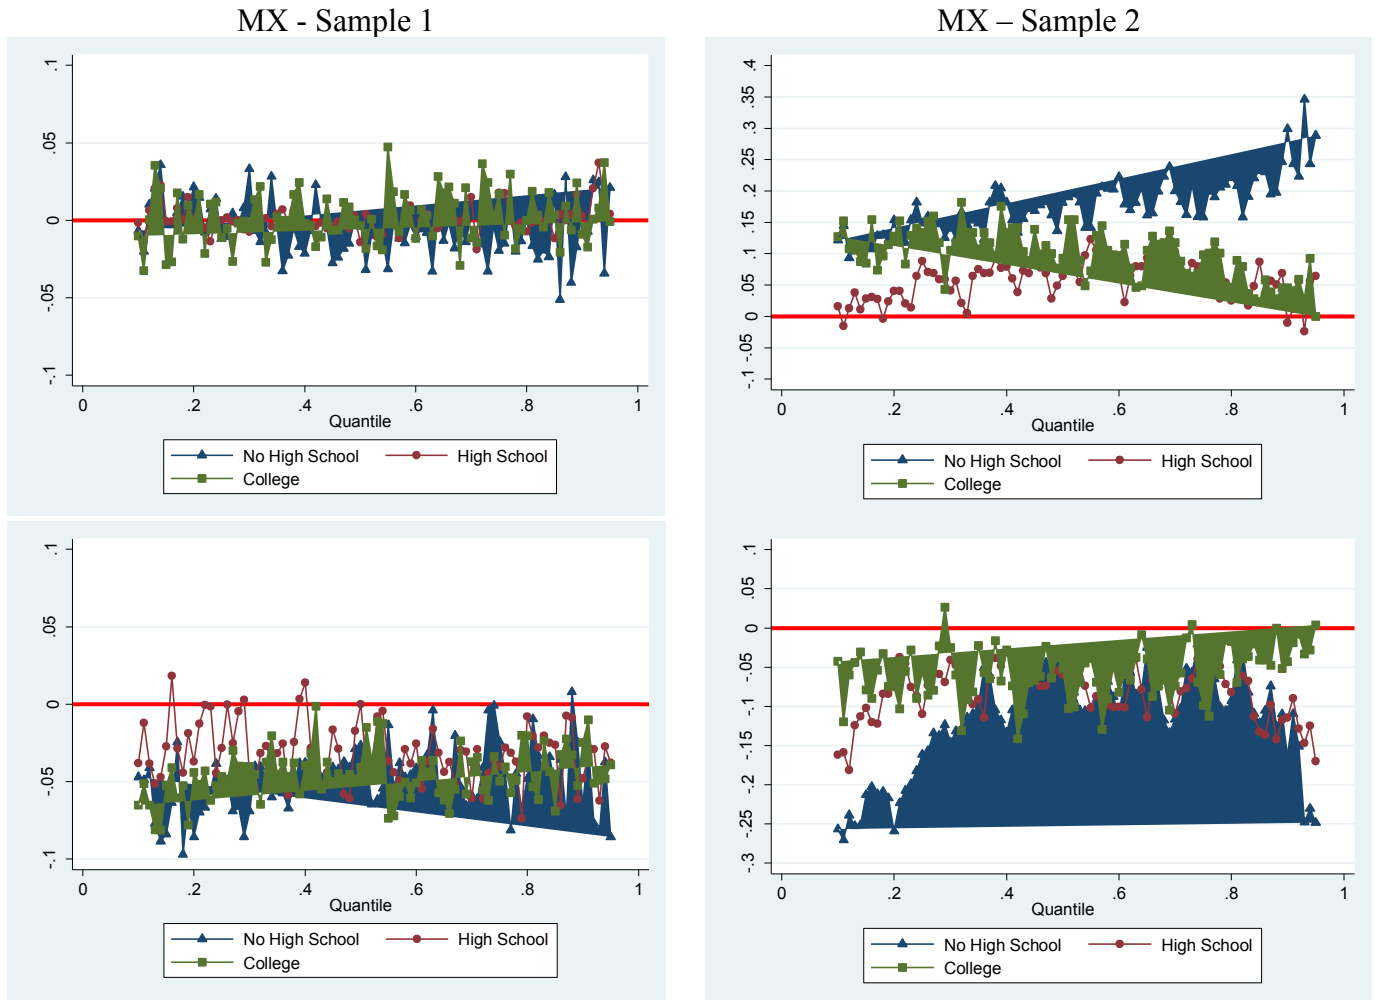 MX - Sample 1
MX – Sample 2
.1
.05
0
-.05
-.1
0 .2 .4 .6 .8 1
Quantile
No High School High School
College
.4
.35
.3
.25
.2
.15
.1
.05
0
-.05
-.1
0 .2 .4 .6 .8 1
Quantile
No High School High School
College
.1
.05
0
-.05
-.1
0 .2 .4 .6 .8 1
Quantile
No High School High School
College
.1
.05
0
-.05
-.1
-.15
-.2
-.25
-.3
0 .2 .4 .6 .8 1
Quantile
No High School High School
College